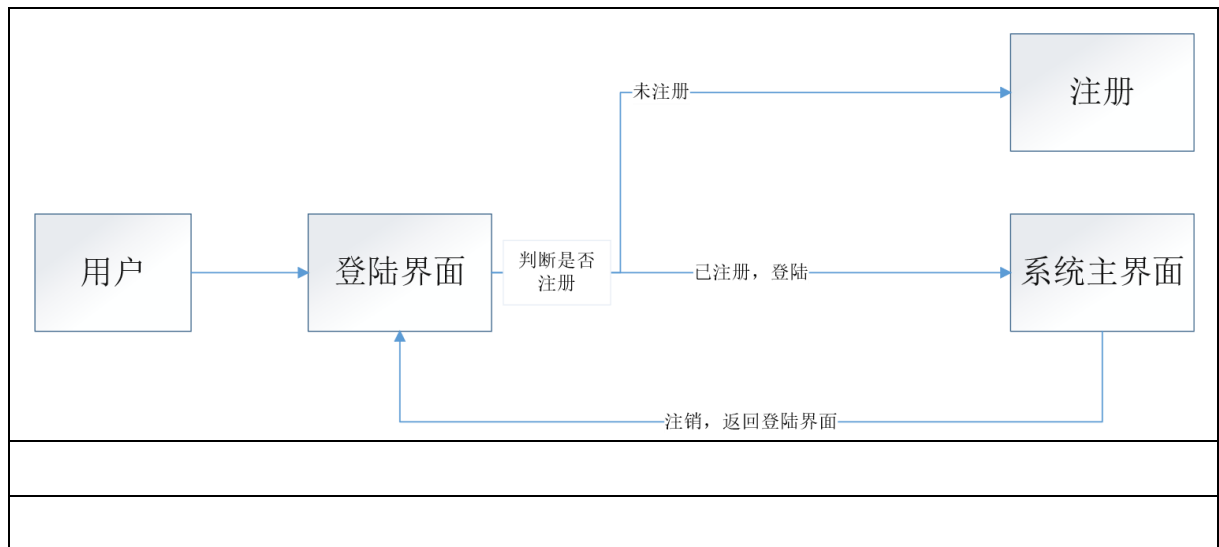 未注册
注册
用户
登陆界面
判断是否
注册
已注册，登陆
系统主界面
注销，返回登陆界面